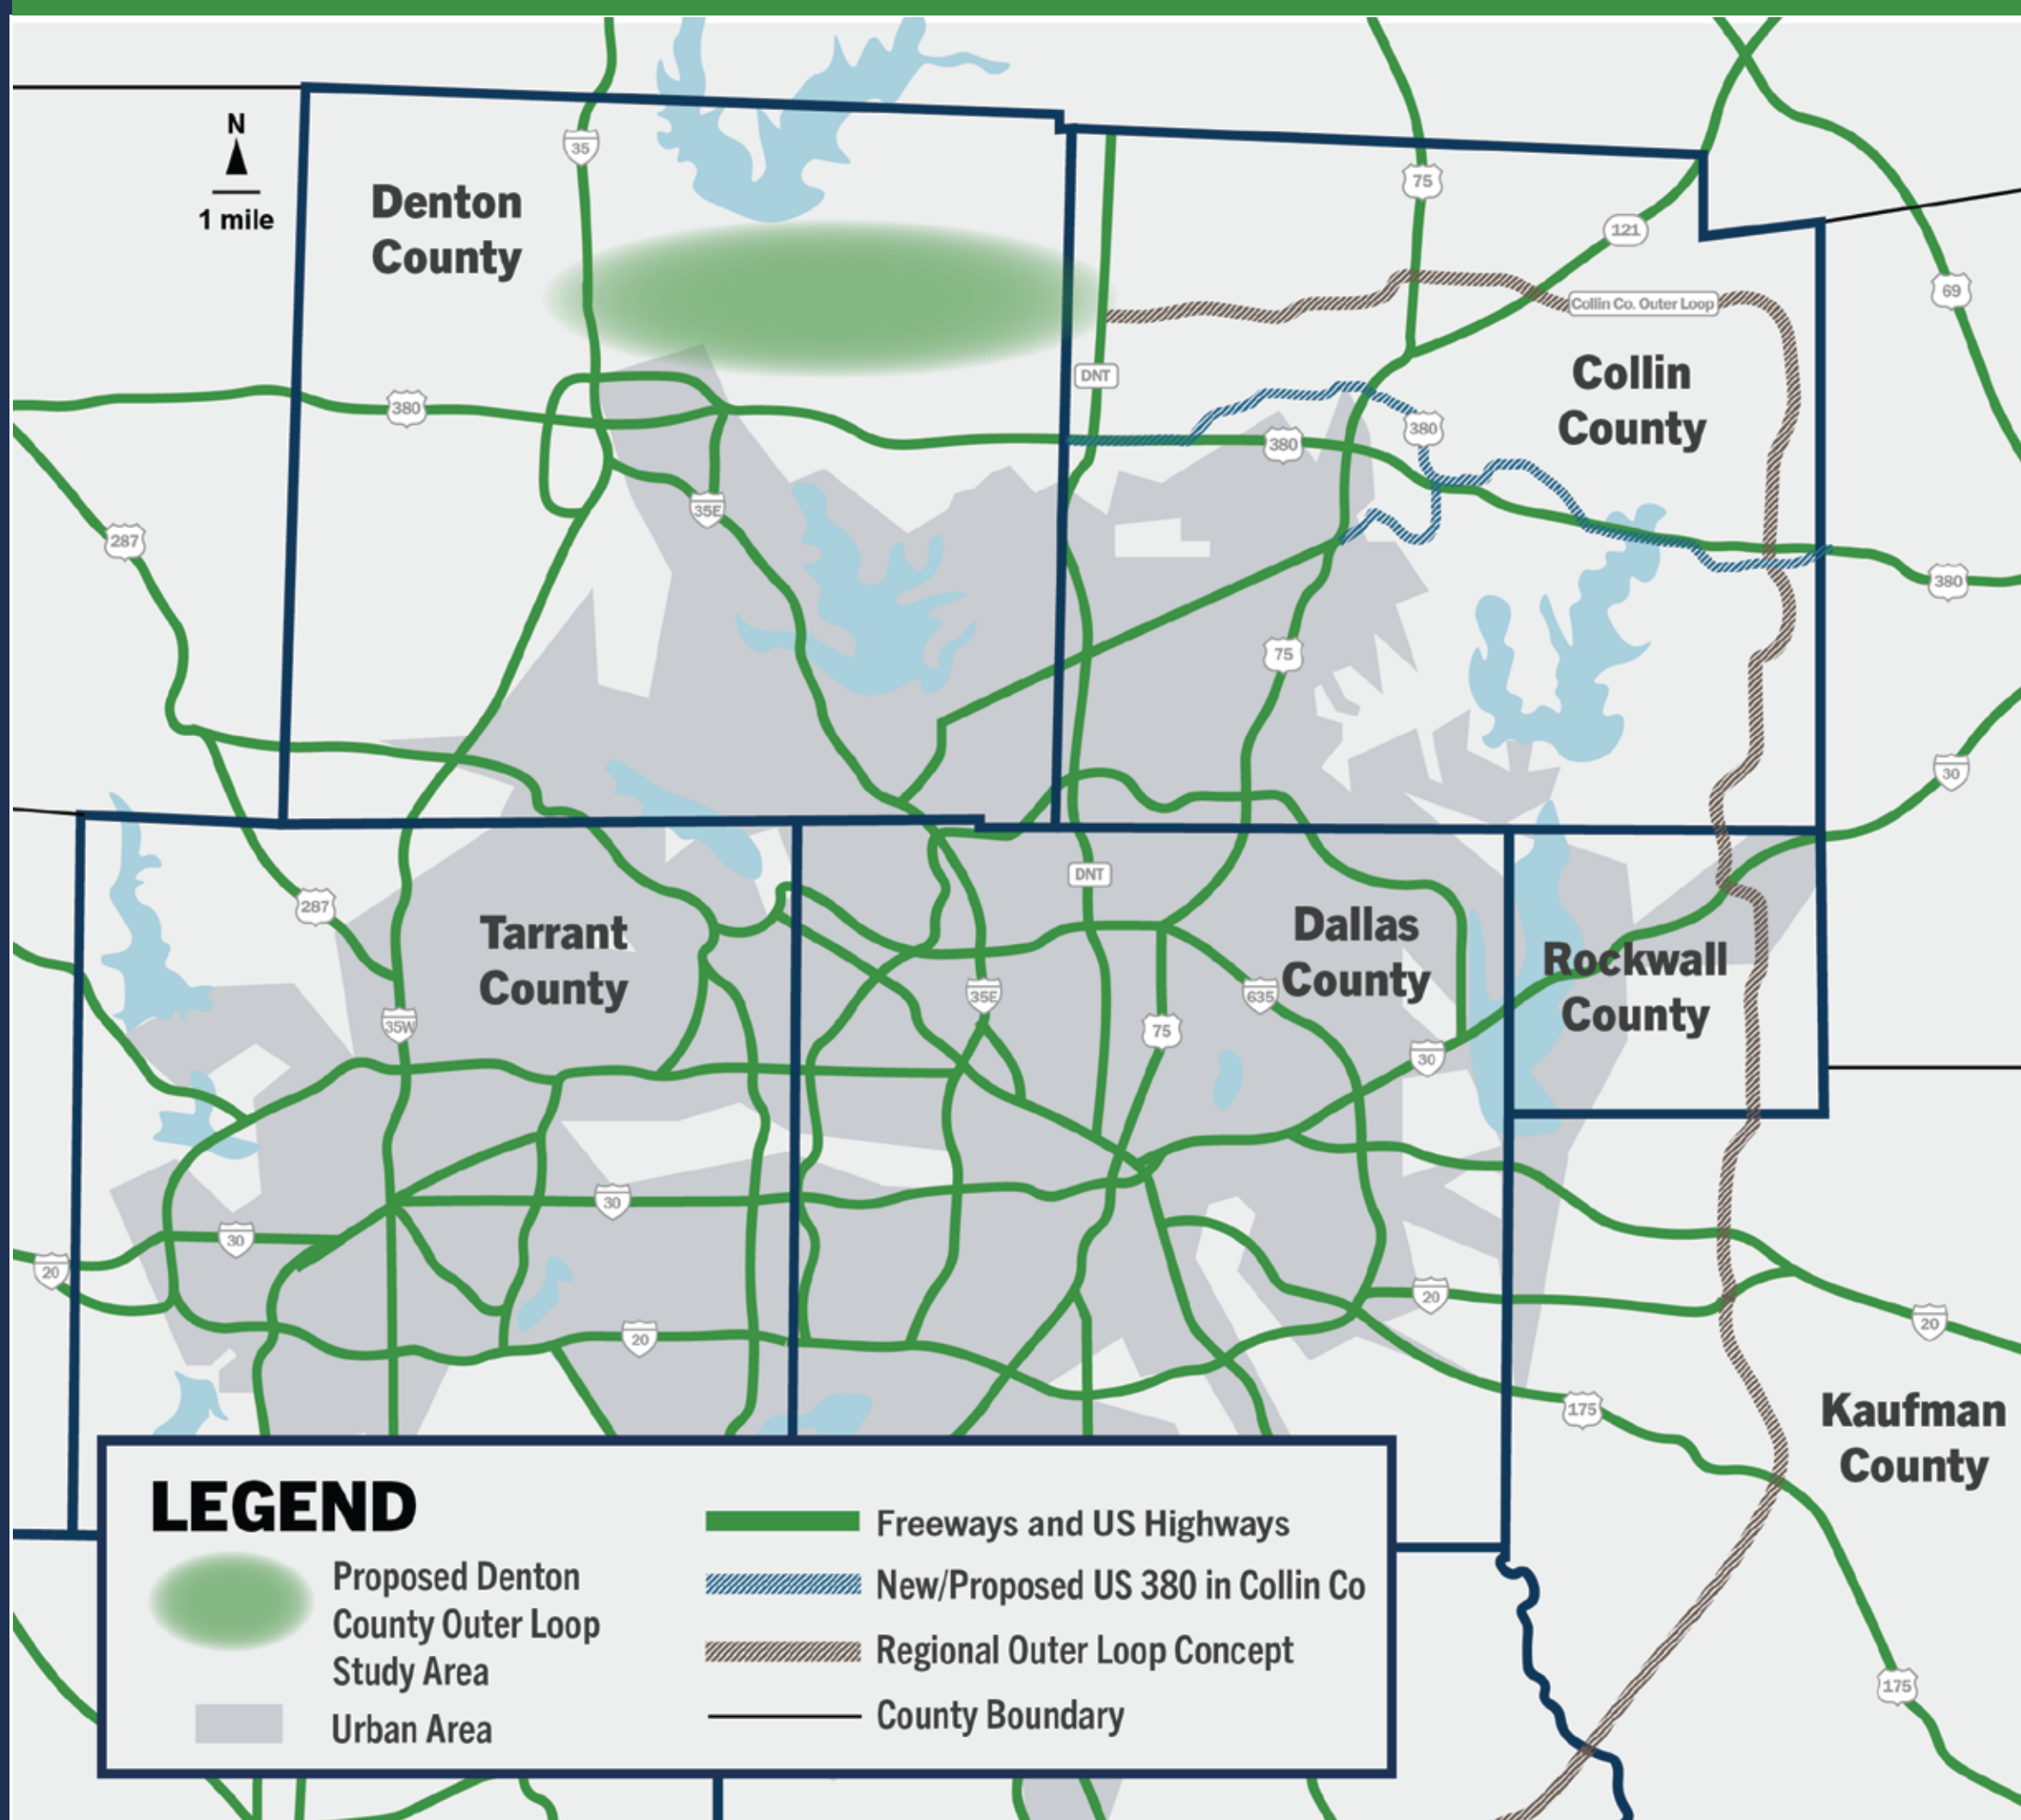 N
1 mile
35
Denton
County
75
121
69
Collin Co. Outer Loop
Collin
County
DNT
380
380
380
35E
287
380
75
30
DNT
287
Tarrant
County
Dallas
County
Rockwall
County
35W
35E
635
75
30
30
30
20
20
20
20
175
Kaufman
County
175
LEGEND
Proposed Denton
County Outer Loop
Study Area
Urban Area
Freeways and US Highways
New/Proposed US 380 in Collin Co
Regional Outer Loop Concept
County Boundary